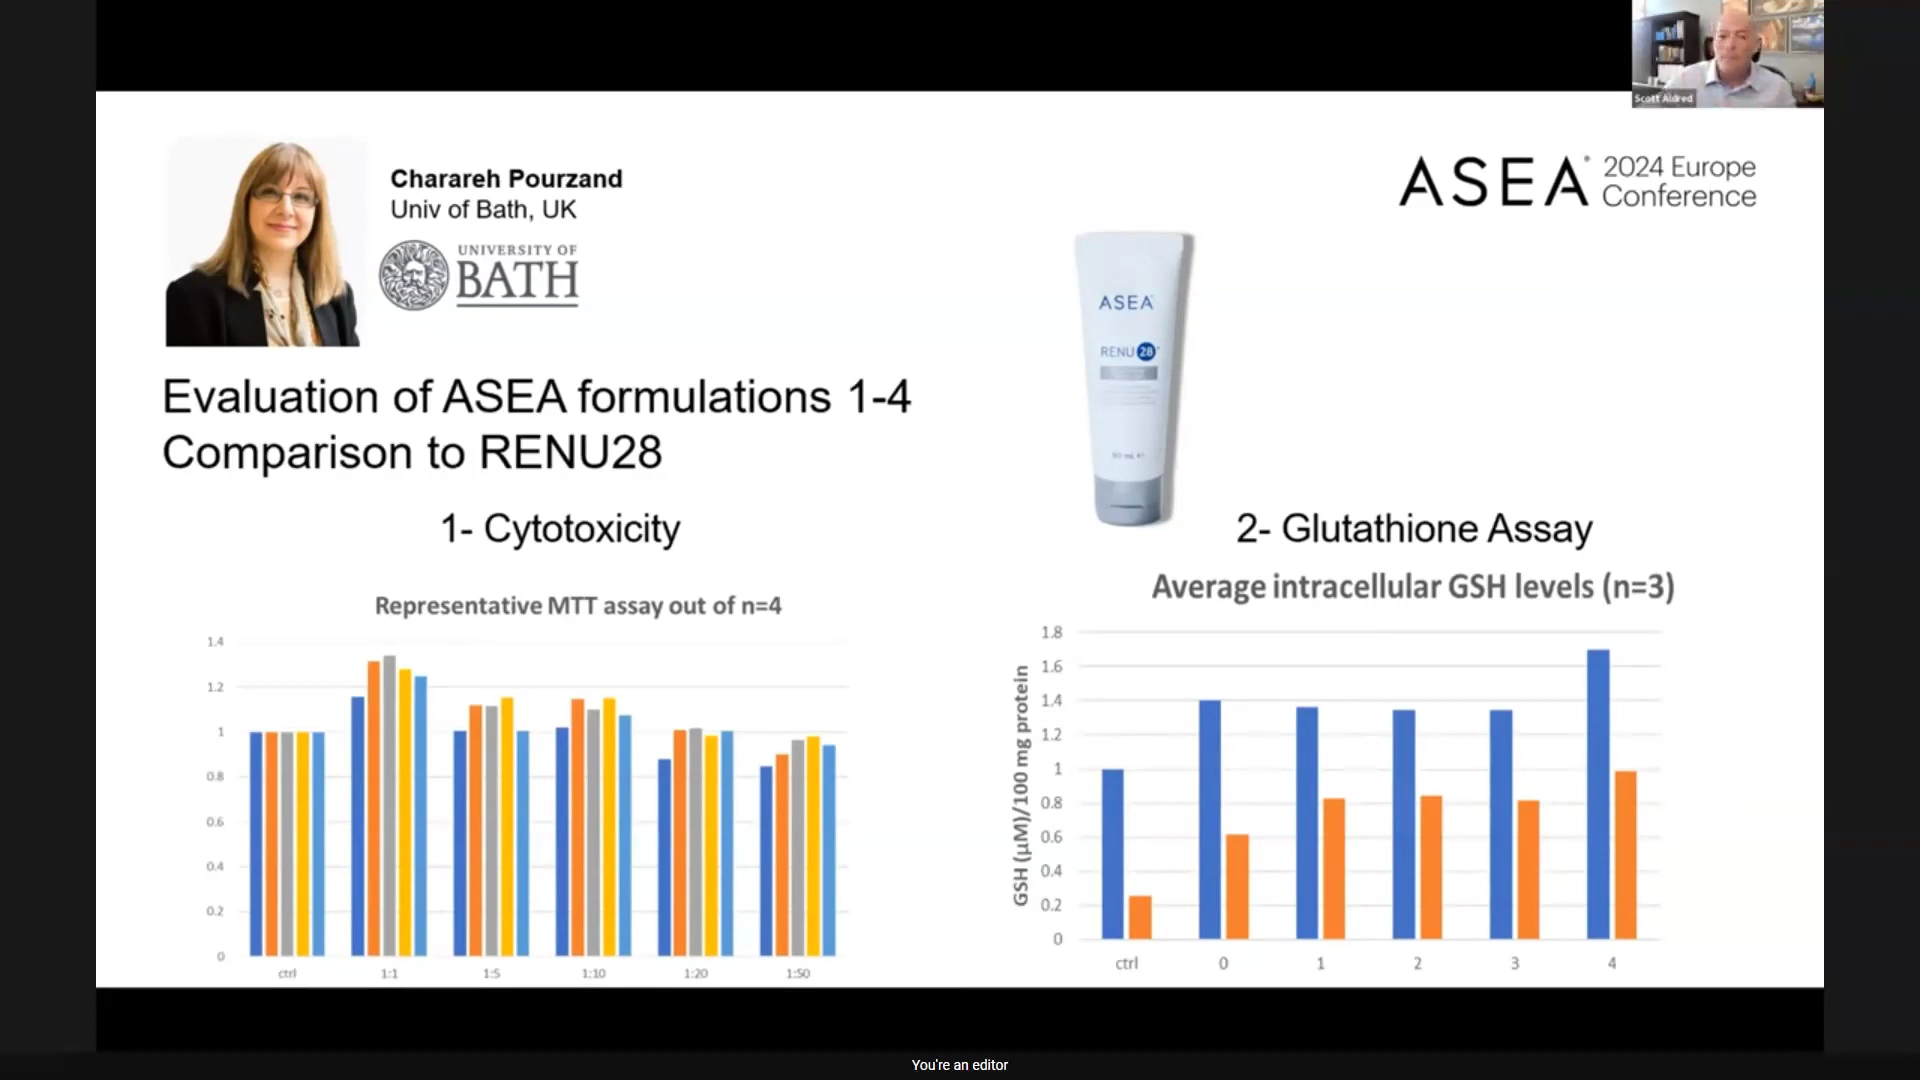 Scott Aldred
Charareh Pourzand
Univ of Bath, UK
UNIVERSITY OF
BATH
ASEA® 2024 Europe
Conference
ASEA
RENU 28
Evaluation of ASEA formulations 1-4
Comparison to RENU28
1- Cytotoxicity
2- Glutathione Assay
Representative MTT assay out of n=4
1.4
1.2
1
0.8
0.6
0.4
0.2
0
ctrl 1:1 1:5 1:10 1:20 1:50
Average intracellular GSH levels (n=3)
GSH (µM)/100 mg protein
1.8
1.6
1.4
1.2
1
0.8
0.6
0.4
0.2
0
ctrl 0 1 2 3 4
You're an editor